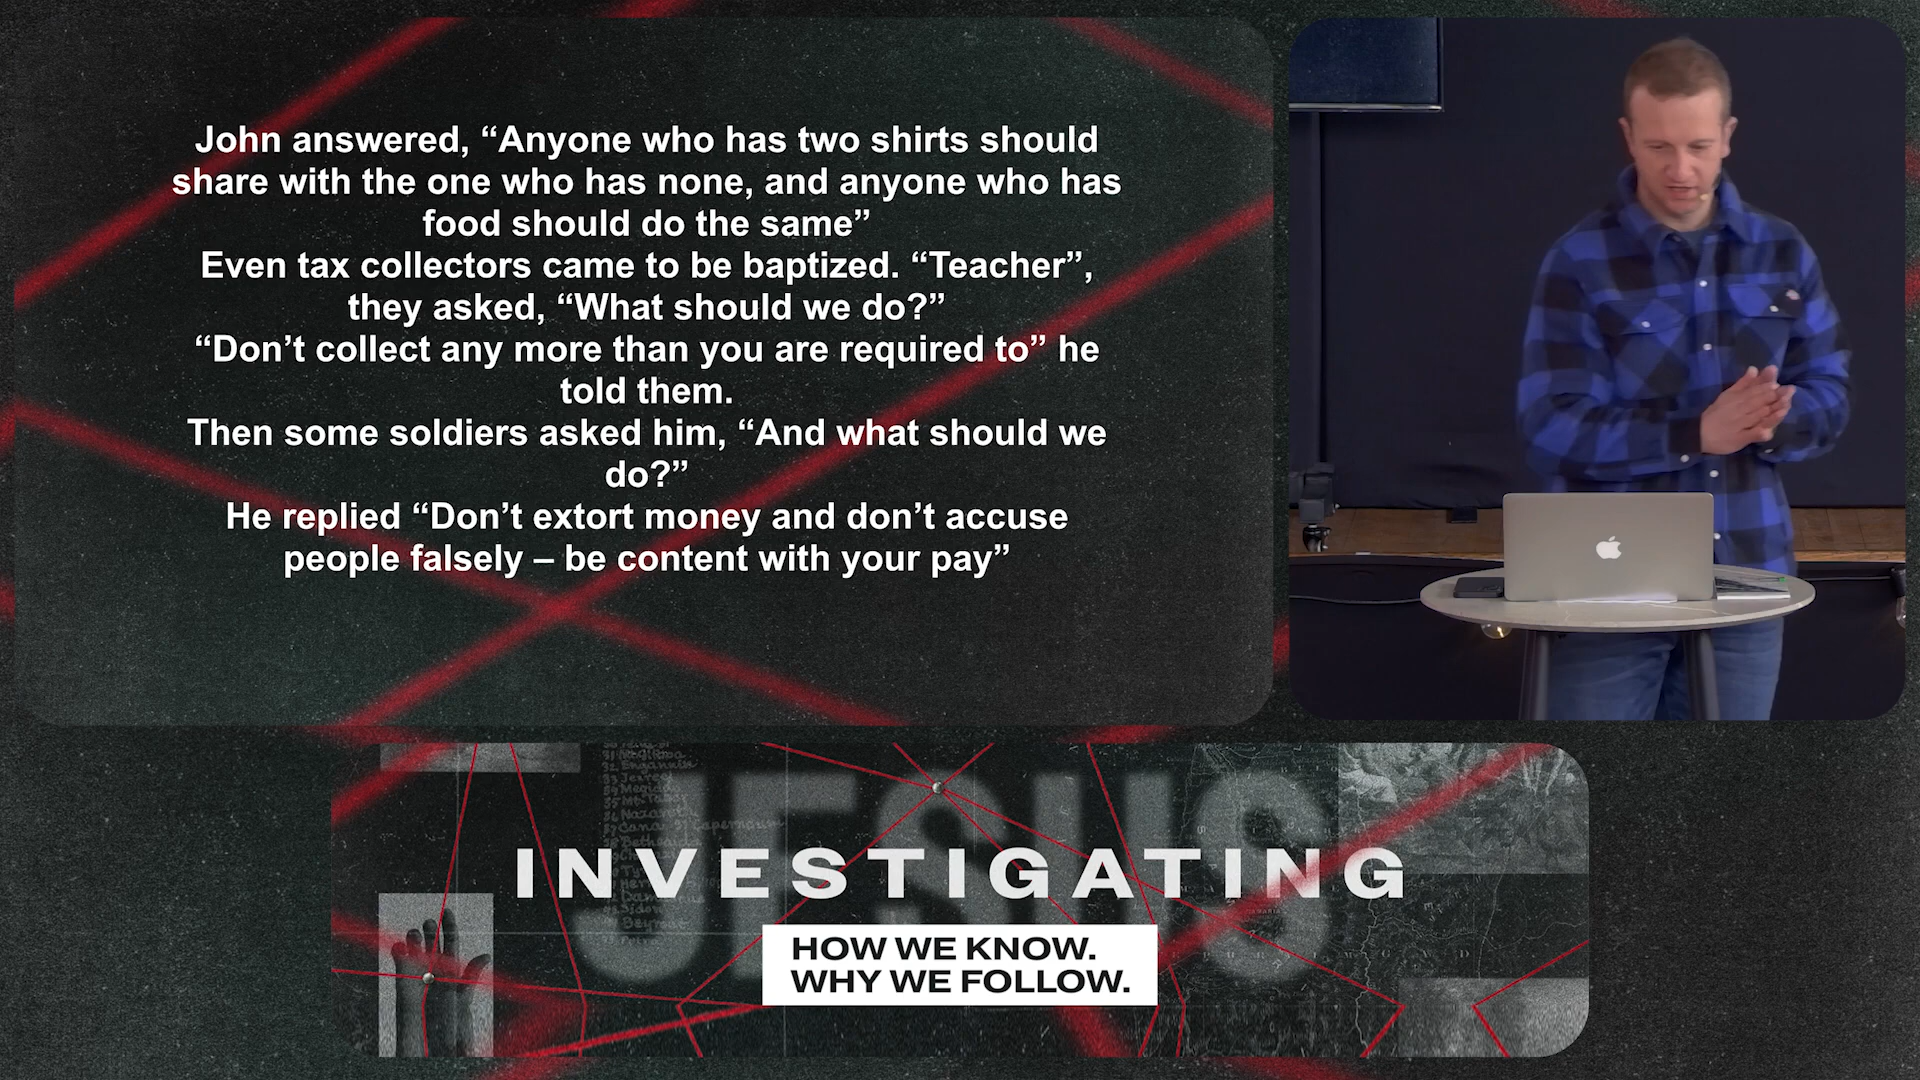 John answered, “Anyone who has two shirts should
share with the one who has none, and anyone who has
food should do the same”
Even tax collectors came to be baptized. “Teacher”,
they asked, “What should we do?”
“Don’t collect any more than you are required to” he
told them.
Then some soldiers asked him, “And what should we
do?”
He replied “Don’t extort money and don’t accuse
people falsely – be content with your pay”
JESUS
INVESTIGATING
HOW WE KNOW.
WHY WE FOLLOW.